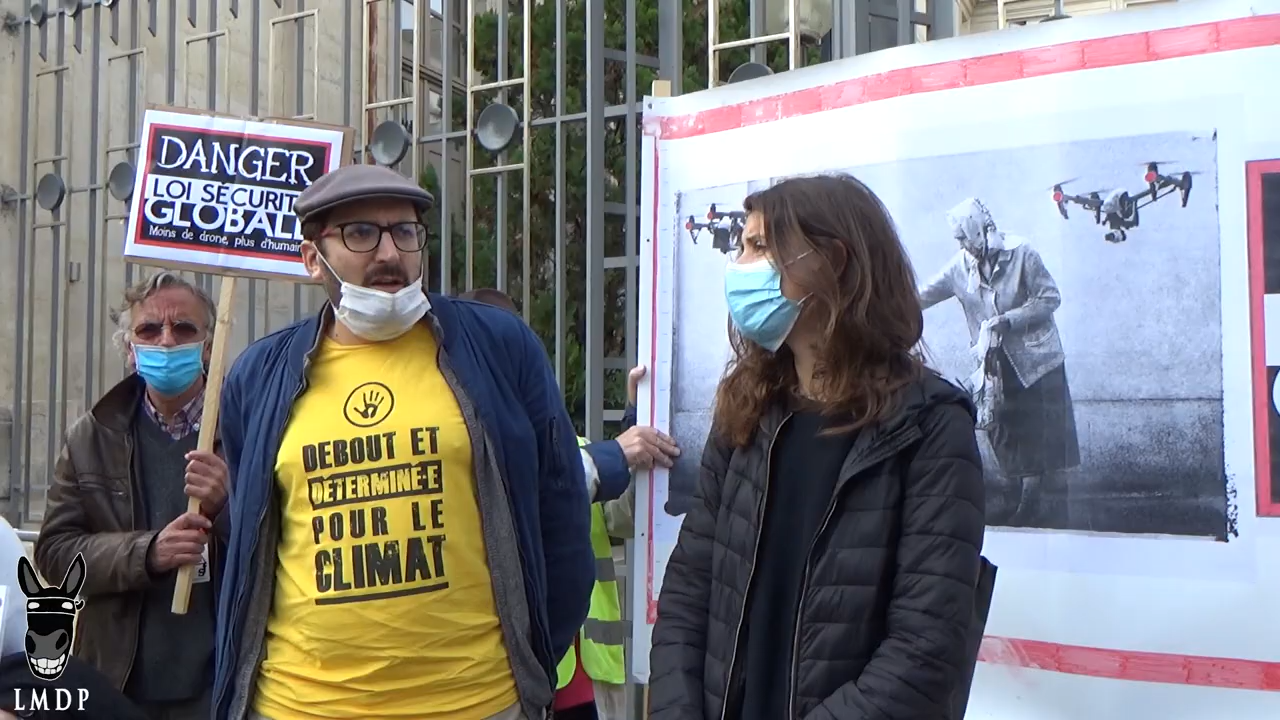 DANGER
LOI SÉCURITÉ
GLOBALE
Moins de drone, plus d'humain
DEBOUT ET
DÉTERMINÉ·E
POUR LE
CLIMAT
LMDP